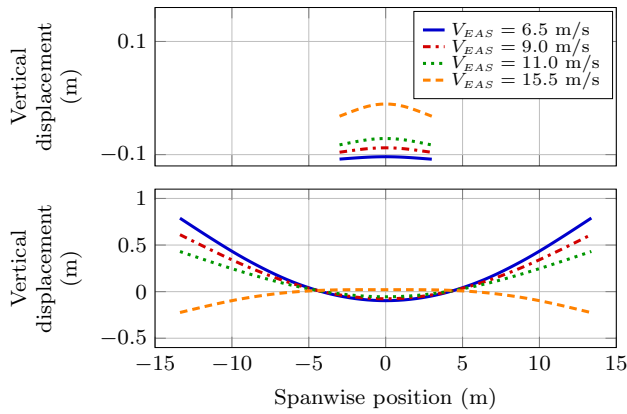 0.1
−0.1
Vertical
displacement
(m)
V_EAS = 6.5 m/s
V_EAS = 9.0 m/s
V_EAS = 11.0 m/s
V_EAS = 15.5 m/s
1
0.5
0
−0.5
Vertical
displacement
(m)
−15 −10 −5 0 5 10 15
Spanwise position (m)